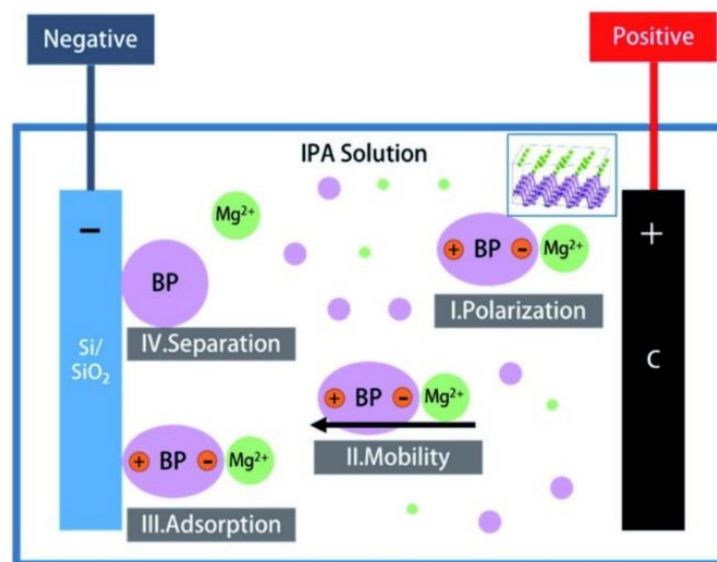 Negative
Positive
IPA Solution
−
+
Mg²⁺
+ BP − Mg²⁺
BP
I.Polarization
IV.Separation
Si/
SiO₂
C
+ BP − Mg²⁺
II.Mobility
+ BP − Mg²⁺
III.Adsorption